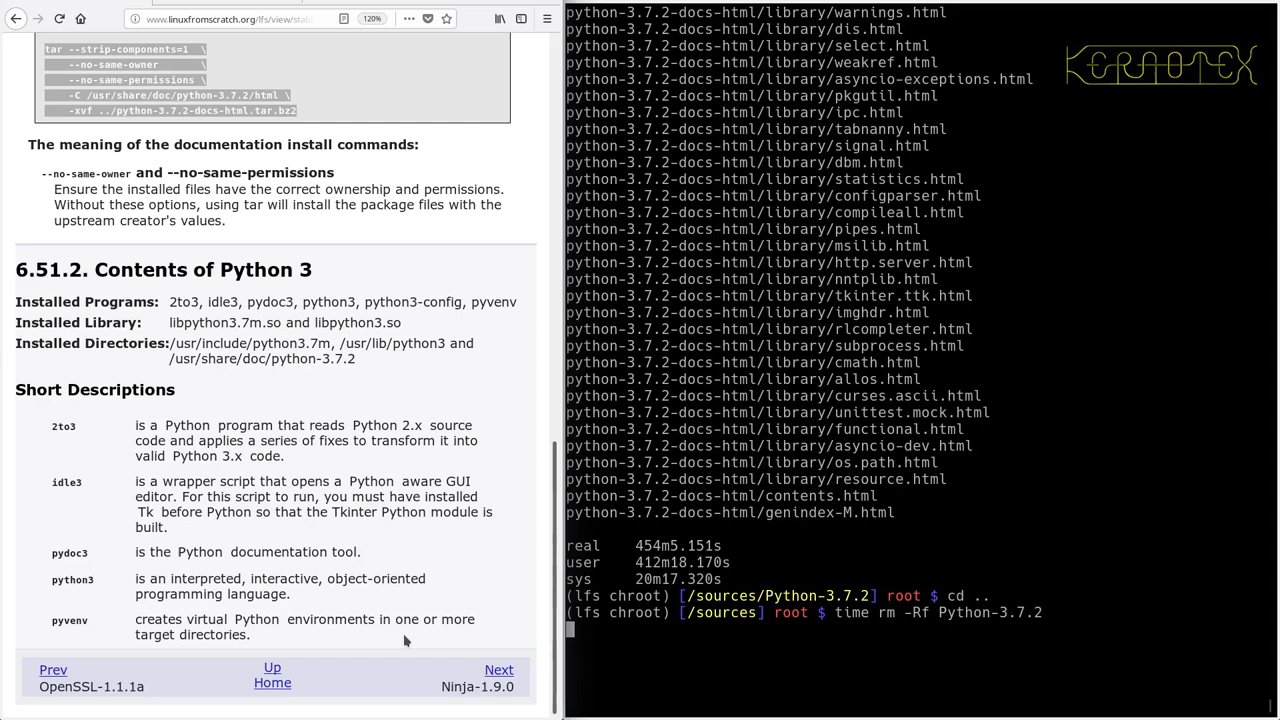 www.linuxfromscratch.org/lfs/view/stab
120%
tar --strip-components=1 \
--no-same-owner \
--no-same-permissions \
-C /usr/share/doc/python-3.7.2/html \
-xvf ../python-3.7.2-docs-html.tar.bz2
The meaning of the documentation install commands:
--no-same-owner and --no-same-permissions
Ensure the installed files have the correct ownership and permissions.
Without these options, using tar will install the package files with the
upstream creator's values.
6.51.2. Contents of Python 3
Installed Programs: 2to3, idle3, pydoc3, python3, python3-config, pyvenv
Installed Library: libpython3.7m.so and libpython3.so
Installed Directories: /usr/include/python3.7m, /usr/lib/python3 and
/usr/share/doc/python-3.7.2
Short Descriptions
2to3 is a Python program that reads Python 2.x source
code and applies a series of fixes to transform it into
valid Python 3.x code.
idle3 is a wrapper script that opens a Python aware GUI
editor. For this script to run, you must have installed
Tk before Python so that the Tkinter Python module is
built.
pydoc3 is the Python documentation tool.
python3 is an interpreted, interactive, object-oriented
programming language.
pyvenv creates virtual Python environments in one or more
target directories.
Prev Up Next
OpenSSL-1.1.1a Home Ninja-1.9.0
python-3.7.2-docs-html/library/warnings.html
python-3.7.2-docs-html/library/dis.html
python-3.7.2-docs-html/library/select.html
python-3.7.2-docs-html/library/weakref.html
python-3.7.2-docs-html/library/asyncio-exceptions.html
python-3.7.2-docs-html/library/pkgutil.html
python-3.7.2-docs-html/library/ipc.html
python-3.7.2-docs-html/library/tabnanny.html
python-3.7.2-docs-html/library/signal.html
python-3.7.2-docs-html/library/dbm.html
python-3.7.2-docs-html/library/statistics.html
python-3.7.2-docs-html/library/configparser.html
python-3.7.2-docs-html/library/compileall.html
python-3.7.2-docs-html/library/pipes.html
python-3.7.2-docs-html/library/msilib.html
python-3.7.2-docs-html/library/http.server.html
python-3.7.2-docs-html/library/nntplib.html
python-3.7.2-docs-html/library/tkinter.ttk.html
python-3.7.2-docs-html/library/imghdr.html
python-3.7.2-docs-html/library/rlcompleter.html
python-3.7.2-docs-html/library/subprocess.html
python-3.7.2-docs-html/library/cmath.html
python-3.7.2-docs-html/library/allos.html
python-3.7.2-docs-html/library/curses.ascii.html
python-3.7.2-docs-html/library/unittest.mock.html
python-3.7.2-docs-html/library/functional.html
python-3.7.2-docs-html/library/asyncio-dev.html
python-3.7.2-docs-html/library/os.path.html
python-3.7.2-docs-html/library/resource.html
python-3.7.2-docs-html/contents.html
python-3.7.2-docs-html/genindex-M.html
real 454m5.151s
user 412m18.170s
sys 20m17.320s
(lfs chroot) [/sources/Python-3.7.2] root $ cd ..
(lfs chroot) [/sources] root $ time rm -Rf Python-3.7.2
KERAOTEX